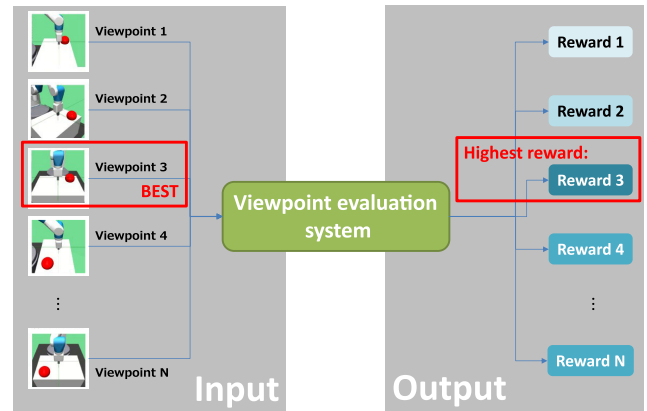 Viewpoint 1
Viewpoint 2
Viewpoint 3
BEST
Viewpoint 4
⋮
Viewpoint N
Input
Viewpoint evaluation
system
Reward 1
Reward 2
Highest reward:
Reward 3
Reward 4
⋮
Reward N
Output